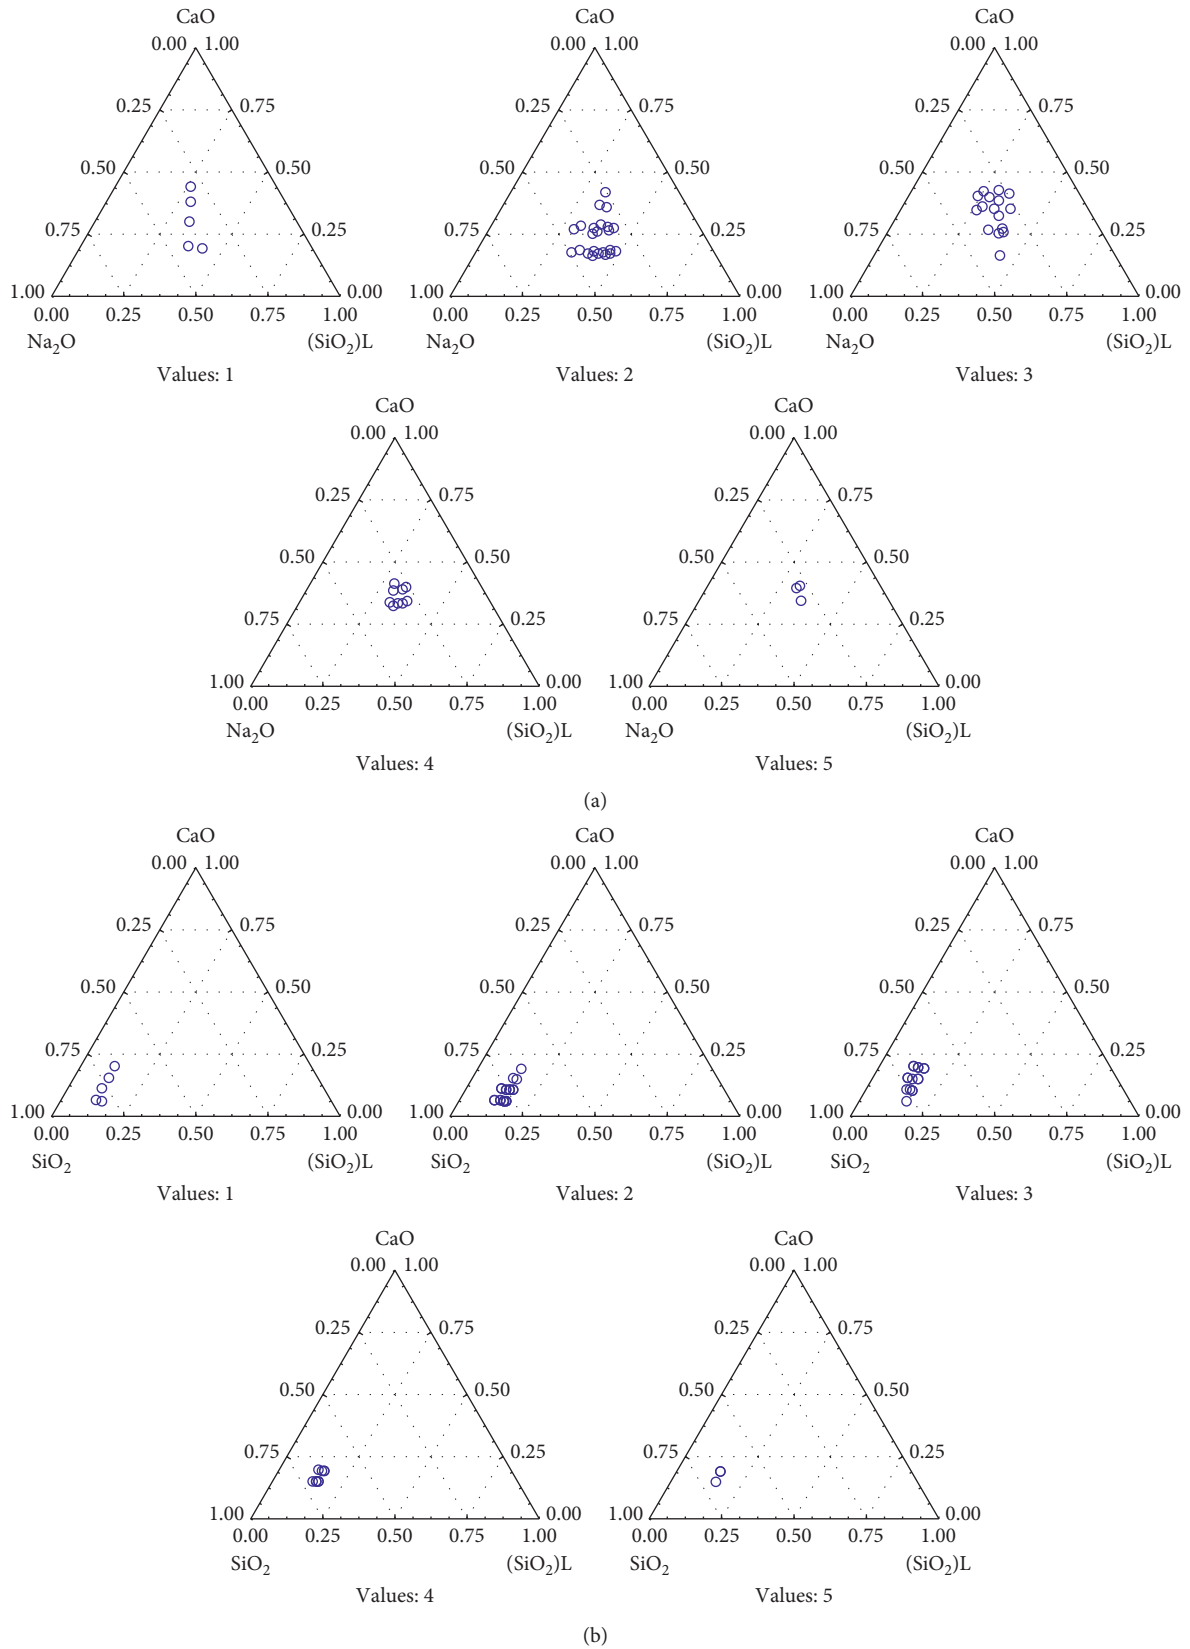 CaO CaO CaO
0.00 1.00 0.00 1.00 0.00 1.00
0.25 0.75 0.25 0.75 0.25 0.75
0.50 0.50 0.50 0.50 0.50 0.50
0.75 0.25 0.75 0.25 0.75 0.25
1.00 0.00 1.00 0.00 1.00 0.00
0.00 0.25 0.50 0.75 1.00 0.00 0.25 0.50 0.75 1.00 0.00 0.25 0.50 0.75 1.00
Na₂O (SiO₂)L Na₂O (SiO₂)L Na₂O (SiO₂)L
Values: 1 Values: 2 Values: 3
CaO CaO
0.00 1.00 0.00 1.00
0.25 0.75 0.25 0.75
0.50 0.50 0.50 0.50
0.75 0.25 0.75 0.25
1.00 0.00 1.00 0.00
0.00 0.25 0.50 0.75 1.00 0.00 0.25 0.50 0.75 1.00
Na₂O (SiO₂)L Na₂O (SiO₂)L
Values: 4 Values: 5
(a)
CaO CaO CaO
0.00 1.00 0.00 1.00 0.00 1.00
0.25 0.75 0.25 0.75 0.25 0.75
0.50 0.50 0.50 0.50 0.50 0.50
0.75 0.25 0.75 0.25 0.75 0.25
1.00 0.00 1.00 0.00 1.00 0.00
0.00 0.25 0.50 0.75 1.00 0.00 0.25 0.50 0.75 1.00 0.00 0.25 0.50 0.75 1.00
SiO₂ (SiO₂)L SiO₂ (SiO₂)L SiO₂ (SiO₂)L
Values: 1 Values: 2 Values: 3
CaO CaO
0.00 1.00 0.00 1.00
0.25 0.75 0.25 0.75
0.50 0.50 0.50 0.50
0.75 0.25 0.75 0.25
1.00 0.00 1.00 0.00
0.00 0.25 0.50 0.75 1.00 0.00 0.25 0.50 0.75 1.00
SiO₂ (SiO₂)L SiO₂ (SiO₂)L
Values: 4 Values: 5
(b)